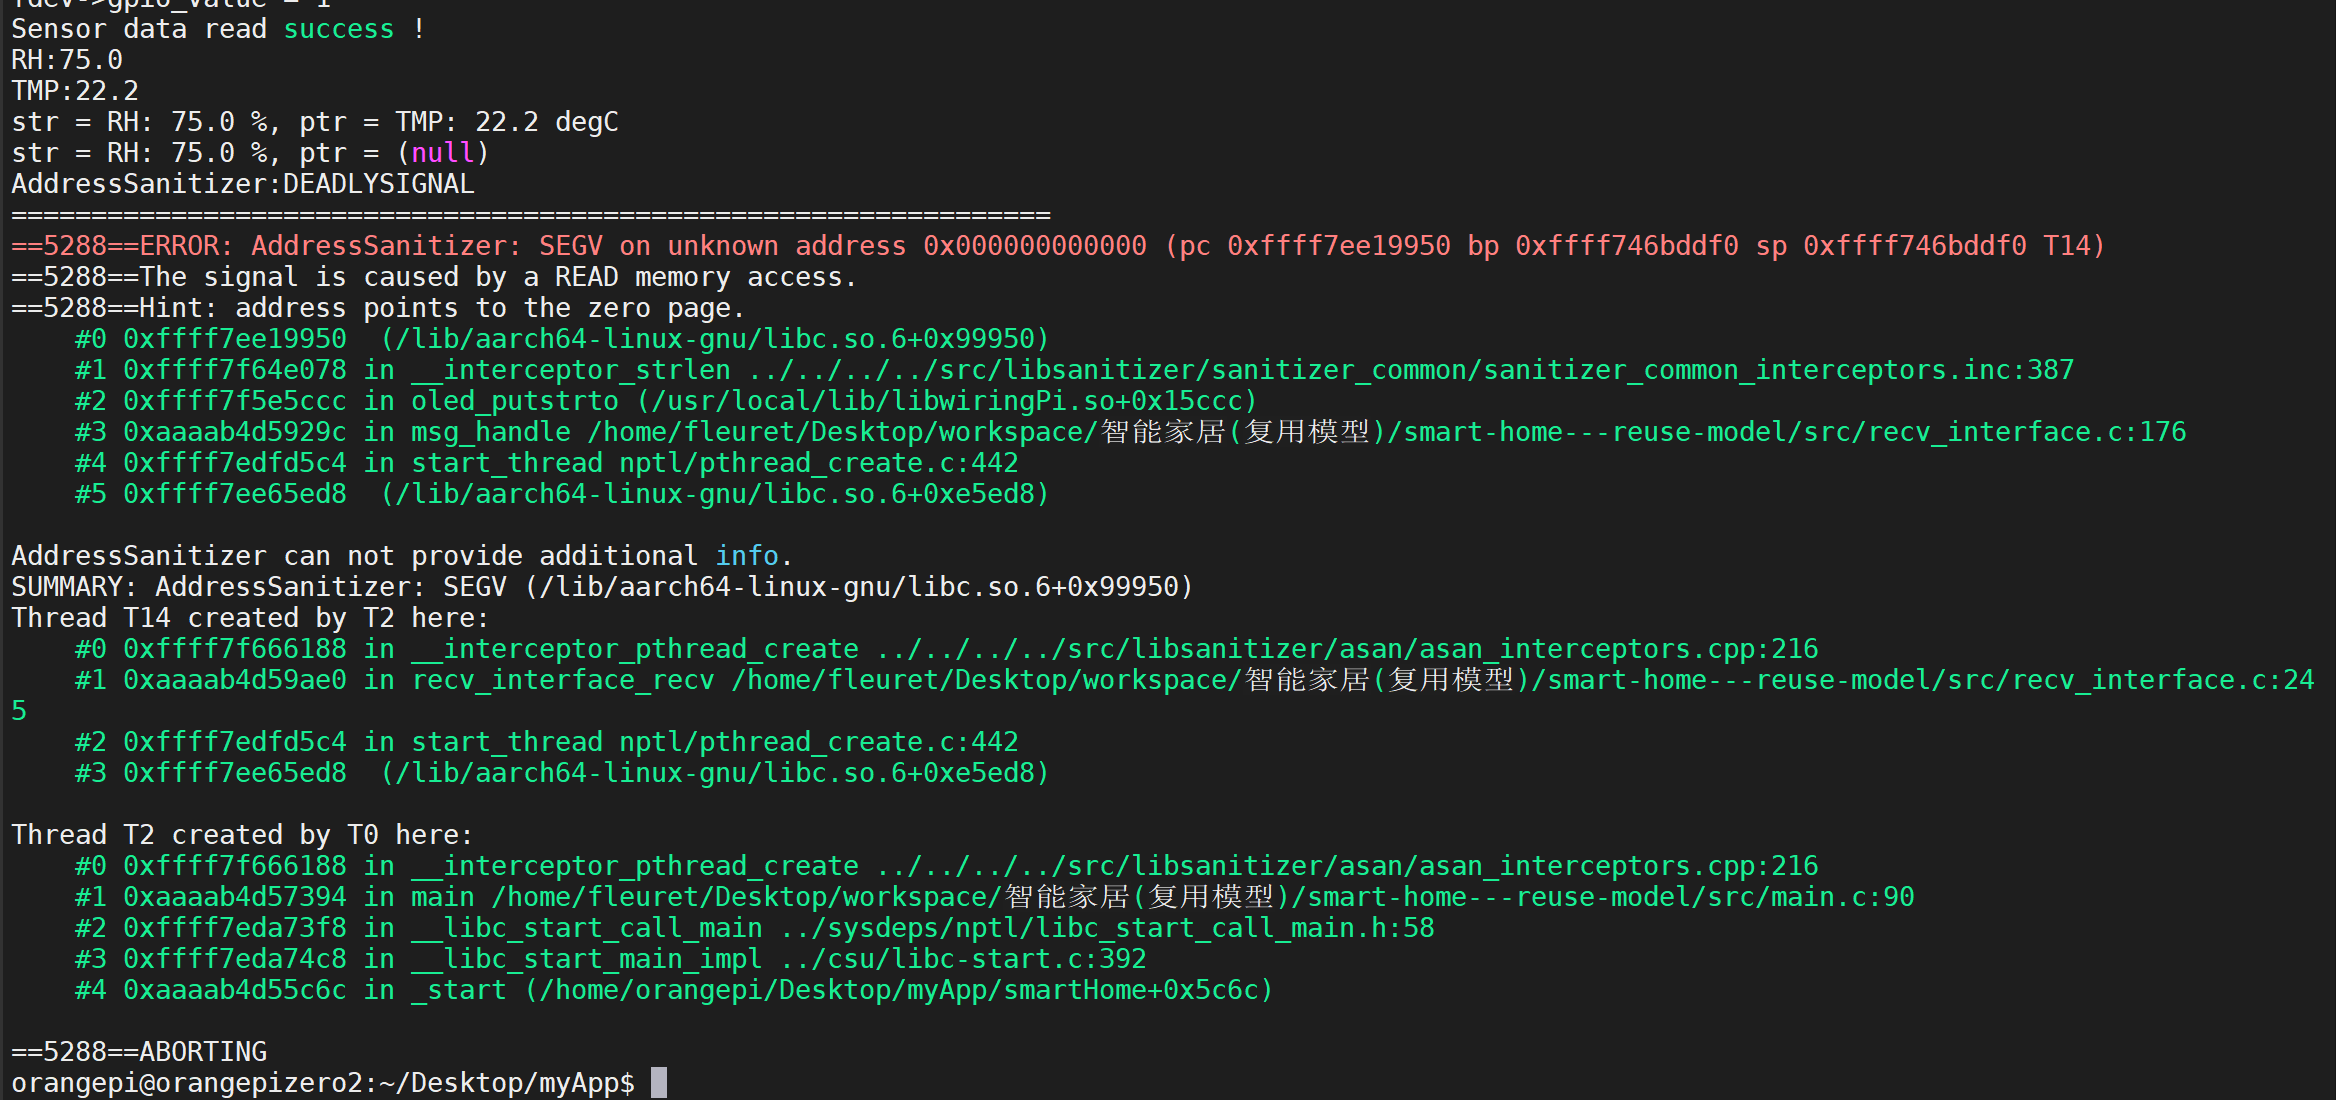 Tdev->gpio_value = 1
Sensor data read success !
RH:75.0
TMP:22.2
str = RH: 75.0 %, ptr = TMP: 22.2 degC
str = RH: 75.0 %, ptr = (null)
AddressSanitizer:DEADLYSIGNAL
=================================================================
==5288==ERROR: AddressSanitizer: SEGV on unknown address 0x000000000000 (pc 0xffff7ee19950 bp 0xffff746bddf0 sp 0xffff746bddf0 T14)
==5288==The signal is caused by a READ memory access.
==5288==Hint: address points to the zero page.
    #0 0xffff7ee19950  (/lib/aarch64-linux-gnu/libc.so.6+0x99950)
    #1 0xffff7f64e078 in __interceptor_strlen ../../../../src/libsanitizer/sanitizer_common/sanitizer_common_interceptors.inc:387
    #2 0xffff7f5e5ccc in oled_putstrto (/usr/local/lib/libwiringPi.so+0x15ccc)
    #3 0xaaaab4d5929c in msg_handle /home/fleuret/Desktop/workspace/智能家居(复用模型)/smart-home---reuse-model/src/recv_interface.c:176
    #4 0xffff7edfd5c4 in start_thread nptl/pthread_create.c:442
    #5 0xffff7ee65ed8  (/lib/aarch64-linux-gnu/libc.so.6+0xe5ed8)
AddressSanitizer can not provide additional info.
SUMMARY: AddressSanitizer: SEGV (/lib/aarch64-linux-gnu/libc.so.6+0x99950)
Thread T14 created by T2 here:
    #0 0xffff7f666188 in __interceptor_pthread_create ../../../../src/libsanitizer/asan/asan_interceptors.cpp:216
    #1 0xaaaab4d59ae0 in recv_interface_recv /home/fleuret/Desktop/workspace/智能家居(复用模型)/smart-home---reuse-model/src/recv_interface.c:24
5
    #2 0xffff7edfd5c4 in start_thread nptl/pthread_create.c:442
    #3 0xffff7ee65ed8  (/lib/aarch64-linux-gnu/libc.so.6+0xe5ed8)
Thread T2 created by T0 here:
    #0 0xffff7f666188 in __interceptor_pthread_create ../../../../src/libsanitizer/asan/asan_interceptors.cpp:216
    #1 0xaaaab4d57394 in main /home/fleuret/Desktop/workspace/智能家居(复用模型)/smart-home---reuse-model/src/main.c:90
    #2 0xffff7eda73f8 in __libc_start_call_main ../sysdeps/nptl/libc_start_call_main.h:58
    #3 0xffff7eda74c8 in __libc_start_main_impl ../csu/libc-start.c:392
    #4 0xaaaab4d55c6c in _start (/home/orangepi/Desktop/myApp/smartHome+0x5c6c)
==5288==ABORTING
orangepi@orangepizero2:~/Desktop/myApp$